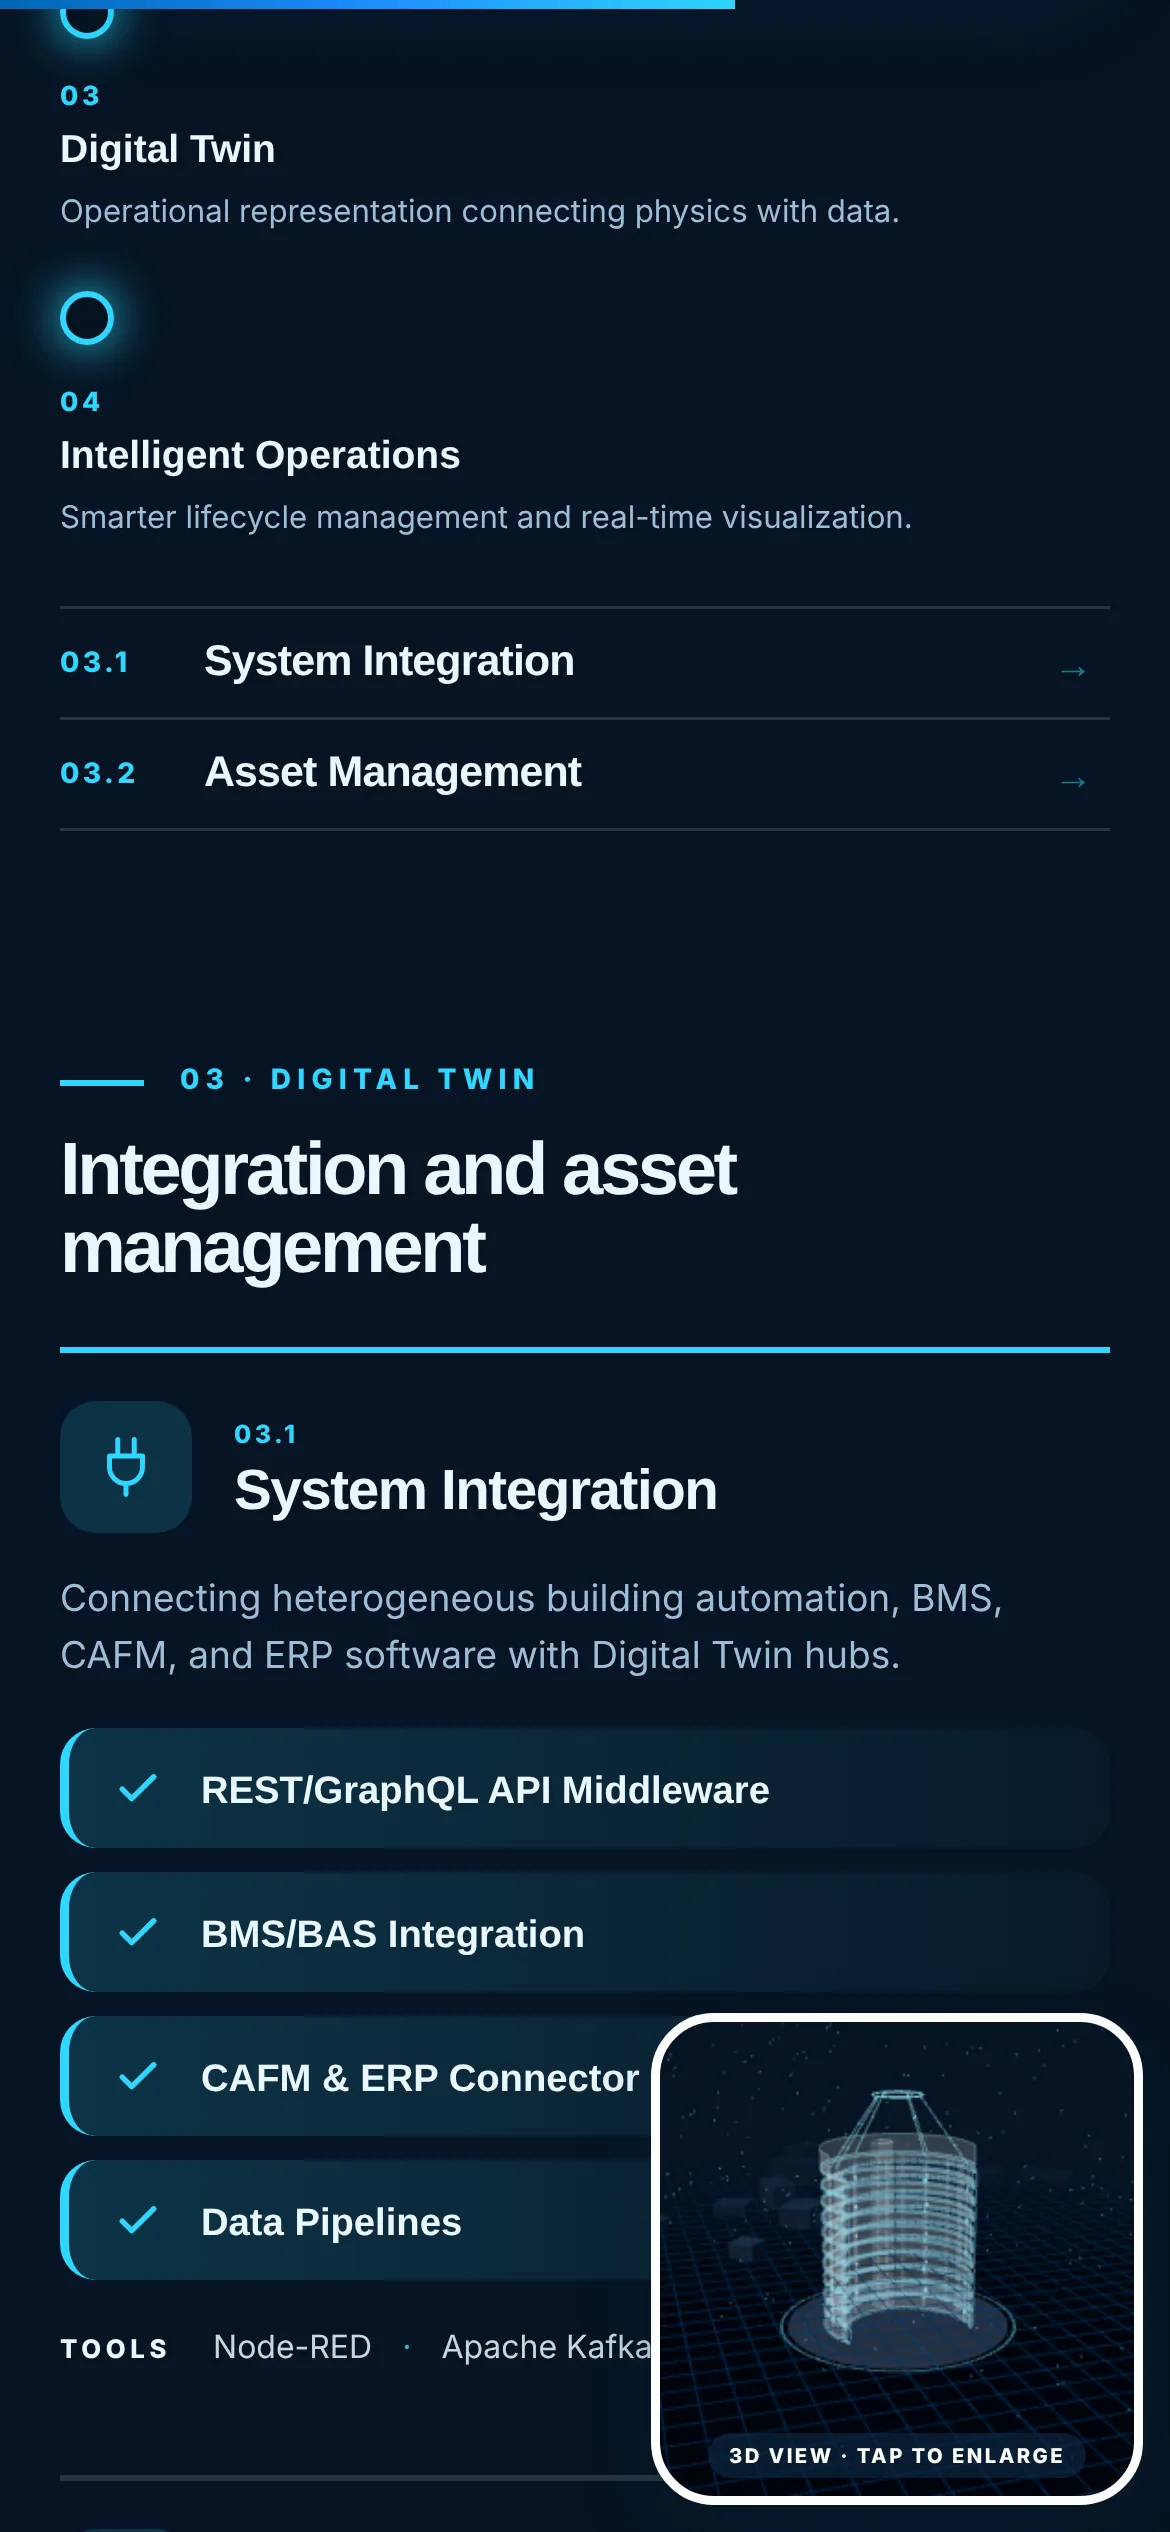 03
Digital Twin
Operational representation connecting physics with data.
04
Intelligent Operations
Smarter lifecycle management and real-time visualization.
03.1 System Integration →
03.2 Asset Management →
03 · DIGITAL TWIN
Integration and asset
management
03.1
System Integration
Connecting heterogeneous building automation, BMS,
CAFM, and ERP software with Digital Twin hubs.
REST/GraphQL API Middleware
BMS/BAS Integration
CAFM & ERP Connector
Data Pipelines
TOOLS Node-RED · Apache Kafka
3D VIEW · TAP TO ENLARGE